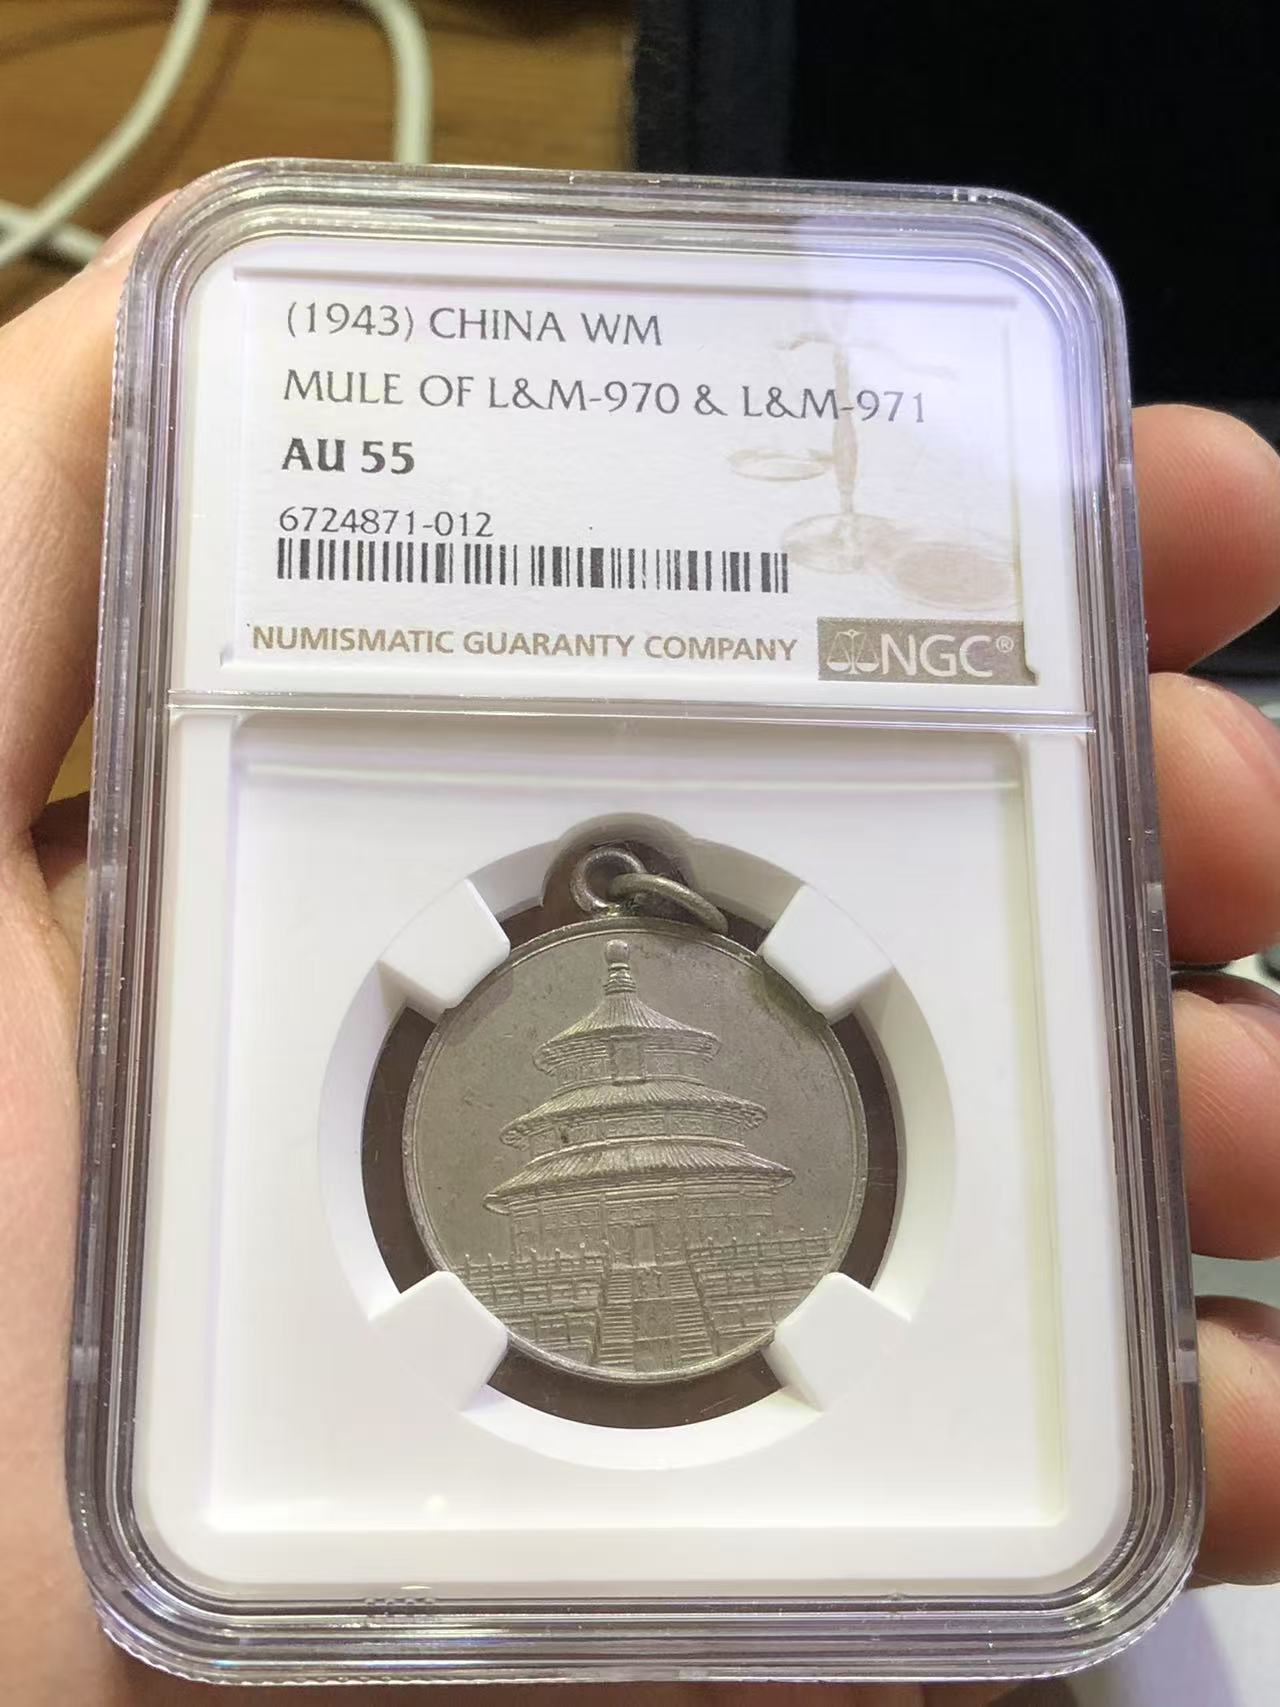 (1943) CHINA WM
MULE OF L&M-970 & L&M-971
AU 55
6724871-012
NUMISMATIC GUARANTY COMPANY NGC®